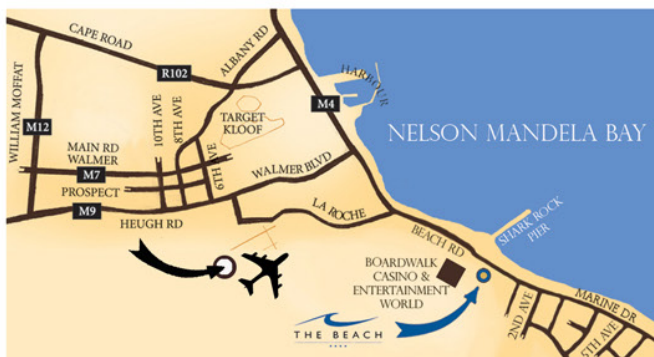 CAPE ROAD
R102
ALBANY RD
HARBOUR
M4
WILLIAM MOFFAT
M12
10TH AVE
8TH AVE
TARGET
KLOOF
NELSON MANDELA BAY
MAIN RD
WALMER
M7
6TH AVE
WALMER BLVD
PROSPECT
M9
HEUGH RD
LA ROCHE
SHARK ROCK
PIER
BEACH RD
BOARDWALK
CASINO &
ENTERTAINMENT
WORLD
MARINE DR
2ND AVE
5TH AVE
THE BEACH